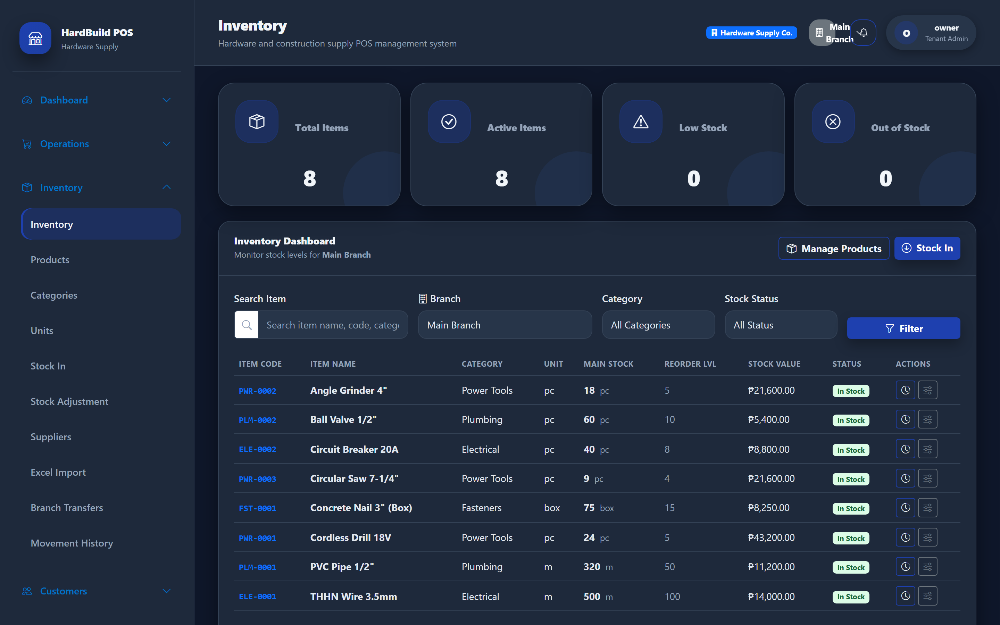 HardBuild POS
Hardware Supply
Dashboard
Operations
Inventory
Inventory
Products
Categories
Units
Stock In
Stock Adjustment
Suppliers
Excel Import
Branch Transfers
Movement History
Customers
Inventory
Hardware and construction supply POS management system
Hardware Supply Co.
Main
Branch
O
owner
Tenant Admin
Total Items
8
Active Items
8
Low Stock
0
Out of Stock
0
Inventory Dashboard
Monitor stock levels for Main Branch
Manage Products
Stock In
Search Item
Branch
Category
Stock Status
Search item name, code, catego
Main Branch
All Categories
All Status
Filter
ITEM CODE ITEM NAME CATEGORY UNIT MAIN STOCK REORDER LVL STOCK VALUE STATUS ACTIONS
PWR-0002 Angle Grinder 4" Power Tools pc 18 pc 5 ₱21,600.00 In Stock
PLM-0002 Ball Valve 1/2" Plumbing pc 60 pc 10 ₱5,400.00 In Stock
ELE-0002 Circuit Breaker 20A Electrical pc 40 pc 8 ₱8,800.00 In Stock
PWR-0003 Circular Saw 7-1/4" Power Tools pc 9 pc 4 ₱21,600.00 In Stock
FST-0001 Concrete Nail 3" (Box) Fasteners box 75 box 15 ₱8,250.00 In Stock
PWR-0001 Cordless Drill 18V Power Tools pc 24 pc 5 ₱43,200.00 In Stock
PLM-0001 PVC Pipe 1/2" Plumbing m 320 m 50 ₱11,200.00 In Stock
ELE-0001 THHN Wire 3.5mm Electrical m 500 m 100 ₱14,000.00 In Stock